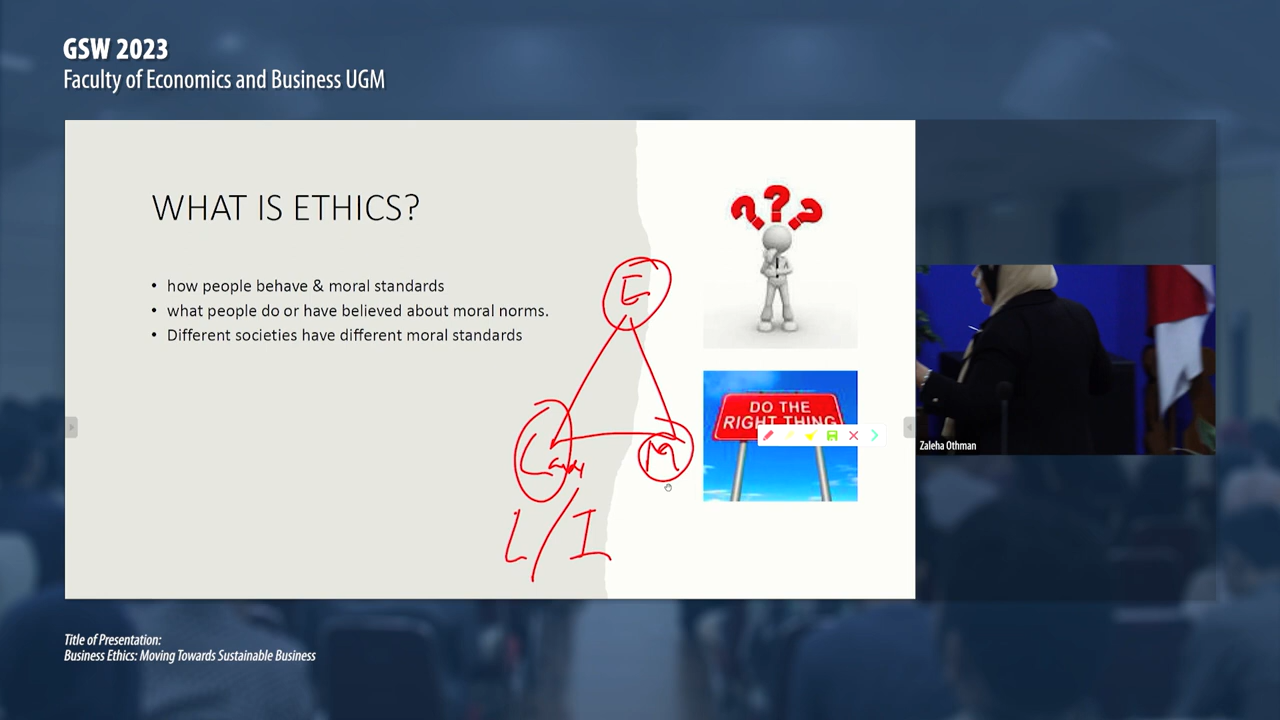 GSW 2023
Faculty of Economics and Business UGM
WHAT IS ETHICS?
• how people behave & moral standards
• what people do or have believed about moral norms.
• Different societies have different moral standards
E
M
L/I
DO THE
RIGHT THING
Zaleha Othman
Title of Presentation:
Business Ethics: Moving Towards Sustainable Business